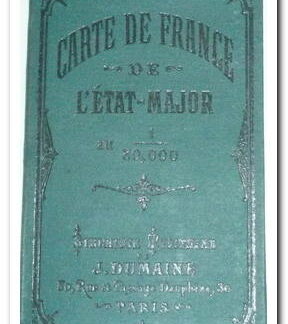 CARTE DE FRANCE
DE
L'ÉTAT-MAJOR
AU 1
80,000
J. DUMAINE
Rue et Passage Dauphine, 30
PARIS